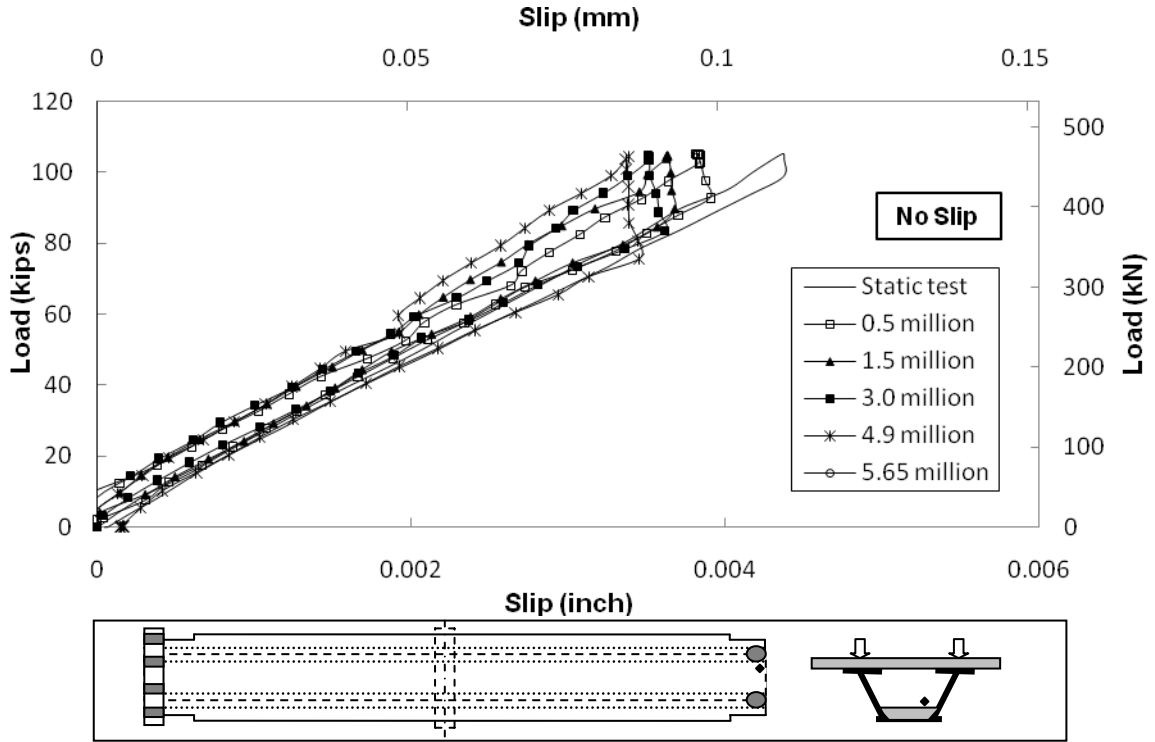 Slip (mm)
0 0.05 0.1 0.15
120 500
100
400
80
No Slip
300
60
Load (kips)
Load (kN)
Static test
0.5 million
1.5 million
3.0 million
4.9 million
5.65 million
200
40
100
20
0 0
0 0.002 0.004 0.006
Slip (inch)